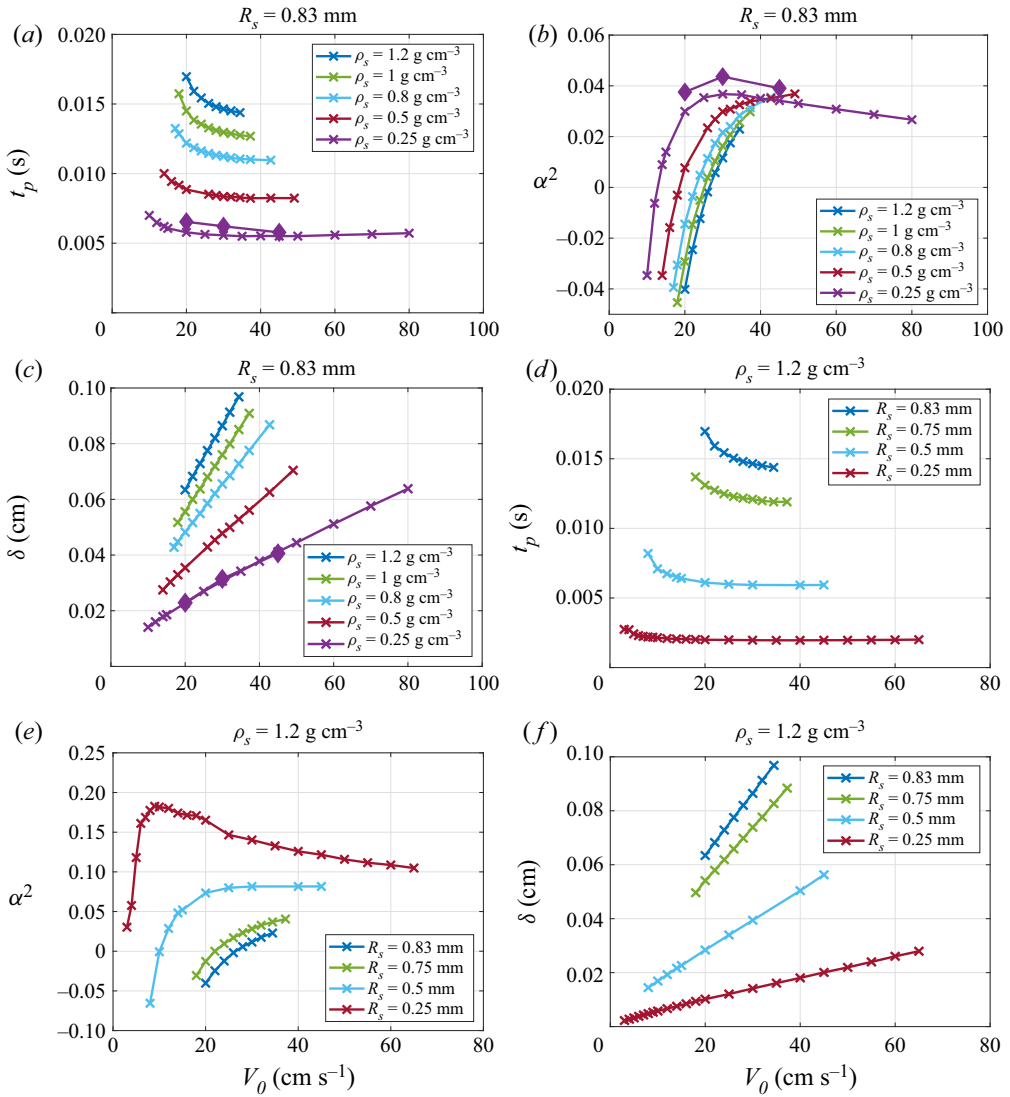 (a)
R_s = 0.83 mm
0.020
0.015
0.010
0.005
0
20
40
60
80
100
t_p (s)
ρ_s = 1.2 g cm⁻³
ρ_s = 1 g cm⁻³
ρ_s = 0.8 g cm⁻³
ρ_s = 0.5 g cm⁻³
ρ_s = 0.25 g cm⁻³
(b)
R_s = 0.83 mm
0.06
0.04
0.02
0
–0.02
–0.04
0
20
40
60
80
100
α²
ρ_s = 1.2 g cm⁻³
ρ_s = 1 g cm⁻³
ρ_s = 0.8 g cm⁻³
ρ_s = 0.5 g cm⁻³
ρ_s = 0.25 g cm⁻³
(c)
R_s = 0.83 mm
0.10
0.08
0.06
0.04
0.02
0
20
40
60
80
100
δ (cm)
ρ_s = 1.2 g cm⁻³
ρ_s = 1 g cm⁻³
ρ_s = 0.8 g cm⁻³
ρ_s = 0.5 g cm⁻³
ρ_s = 0.25 g cm⁻³
(d)
ρ_s = 1.2 g cm⁻³
0.020
0.015
0.010
0.005
0
20
40
60
80
t_p (s)
R_s = 0.83 mm
R_s = 0.75 mm
R_s = 0.5 mm
R_s = 0.25 mm
(e)
ρ_s = 1.2 g cm⁻³
0.25
0.20
0.15
0.10
0.05
0
–0.05
–0.10
0
20
40
60
80
α²
R_s = 0.83 mm
R_s = 0.75 mm
R_s = 0.5 mm
R_s = 0.25 mm
V_0 (cm s⁻¹)
(f)
ρ_s = 1.2 g cm⁻³
0.10
0.08
0.06
0.04
0.02
0
20
40
60
80
δ (cm)
R_s = 0.83 mm
R_s = 0.75 mm
R_s = 0.5 mm
R_s = 0.25 mm
V_0 (cm s⁻¹)